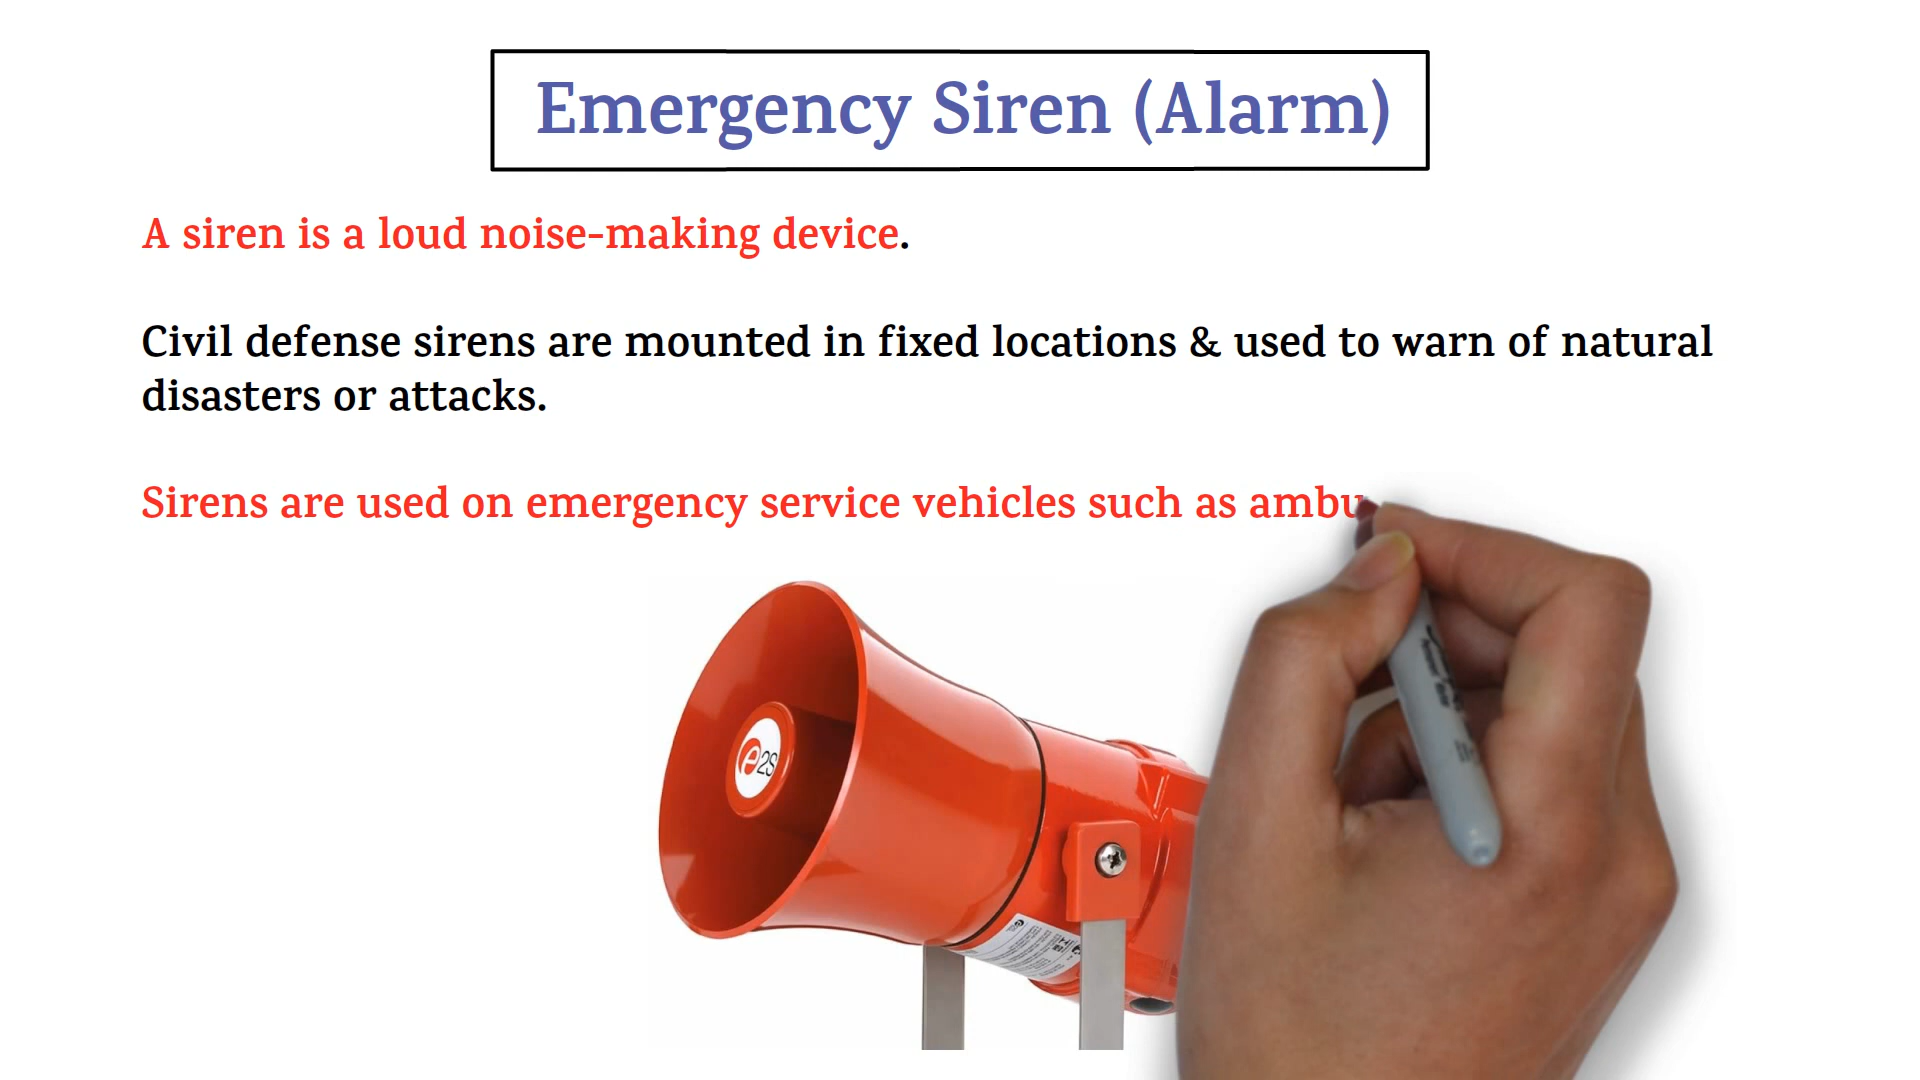 Emergency Siren (Alarm)
A siren is a loud noise-making device.
Civil defense sirens are mounted in fixed locations & used to warn of natural
disasters or attacks.
Sirens are used on emergency service vehicles such as ambu
e2s